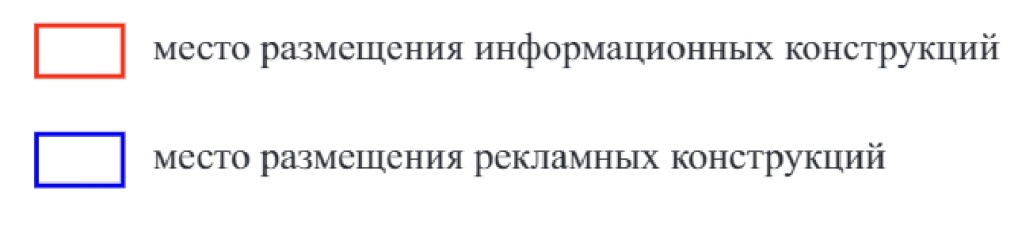 место размещения информационных конструкций
место размещения рекламных конструкций